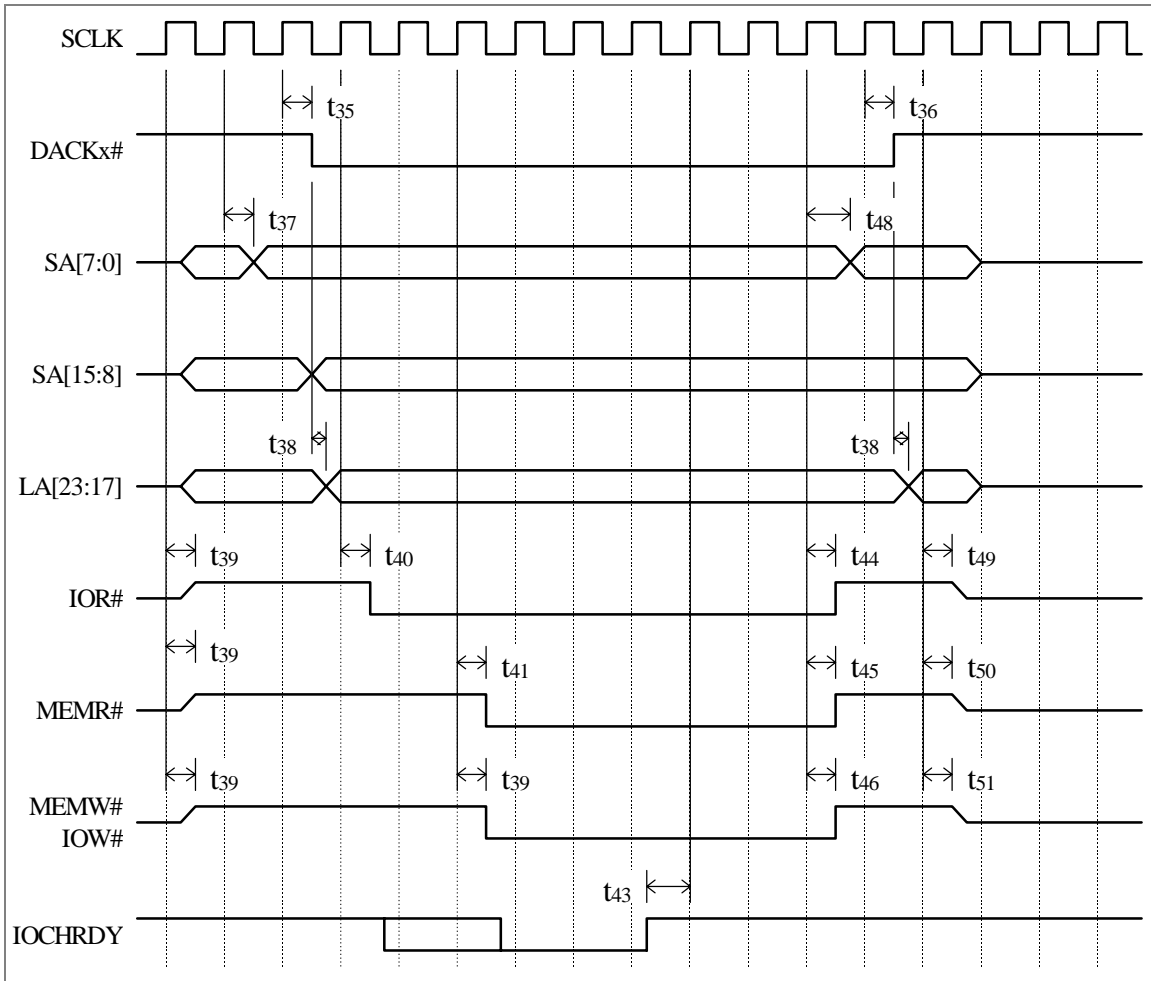 SCLK
t35
t36
DACKx#
t37
t48
SA[7:0]
SA[15:8]
t38
t38
LA[23:17]
t39
t40
t44
t49
IOR#
t39
t41
t45
t50
MEMR#
t39
t39
t46
t51
MEMW#
IOW#
t43
IOCHRDY